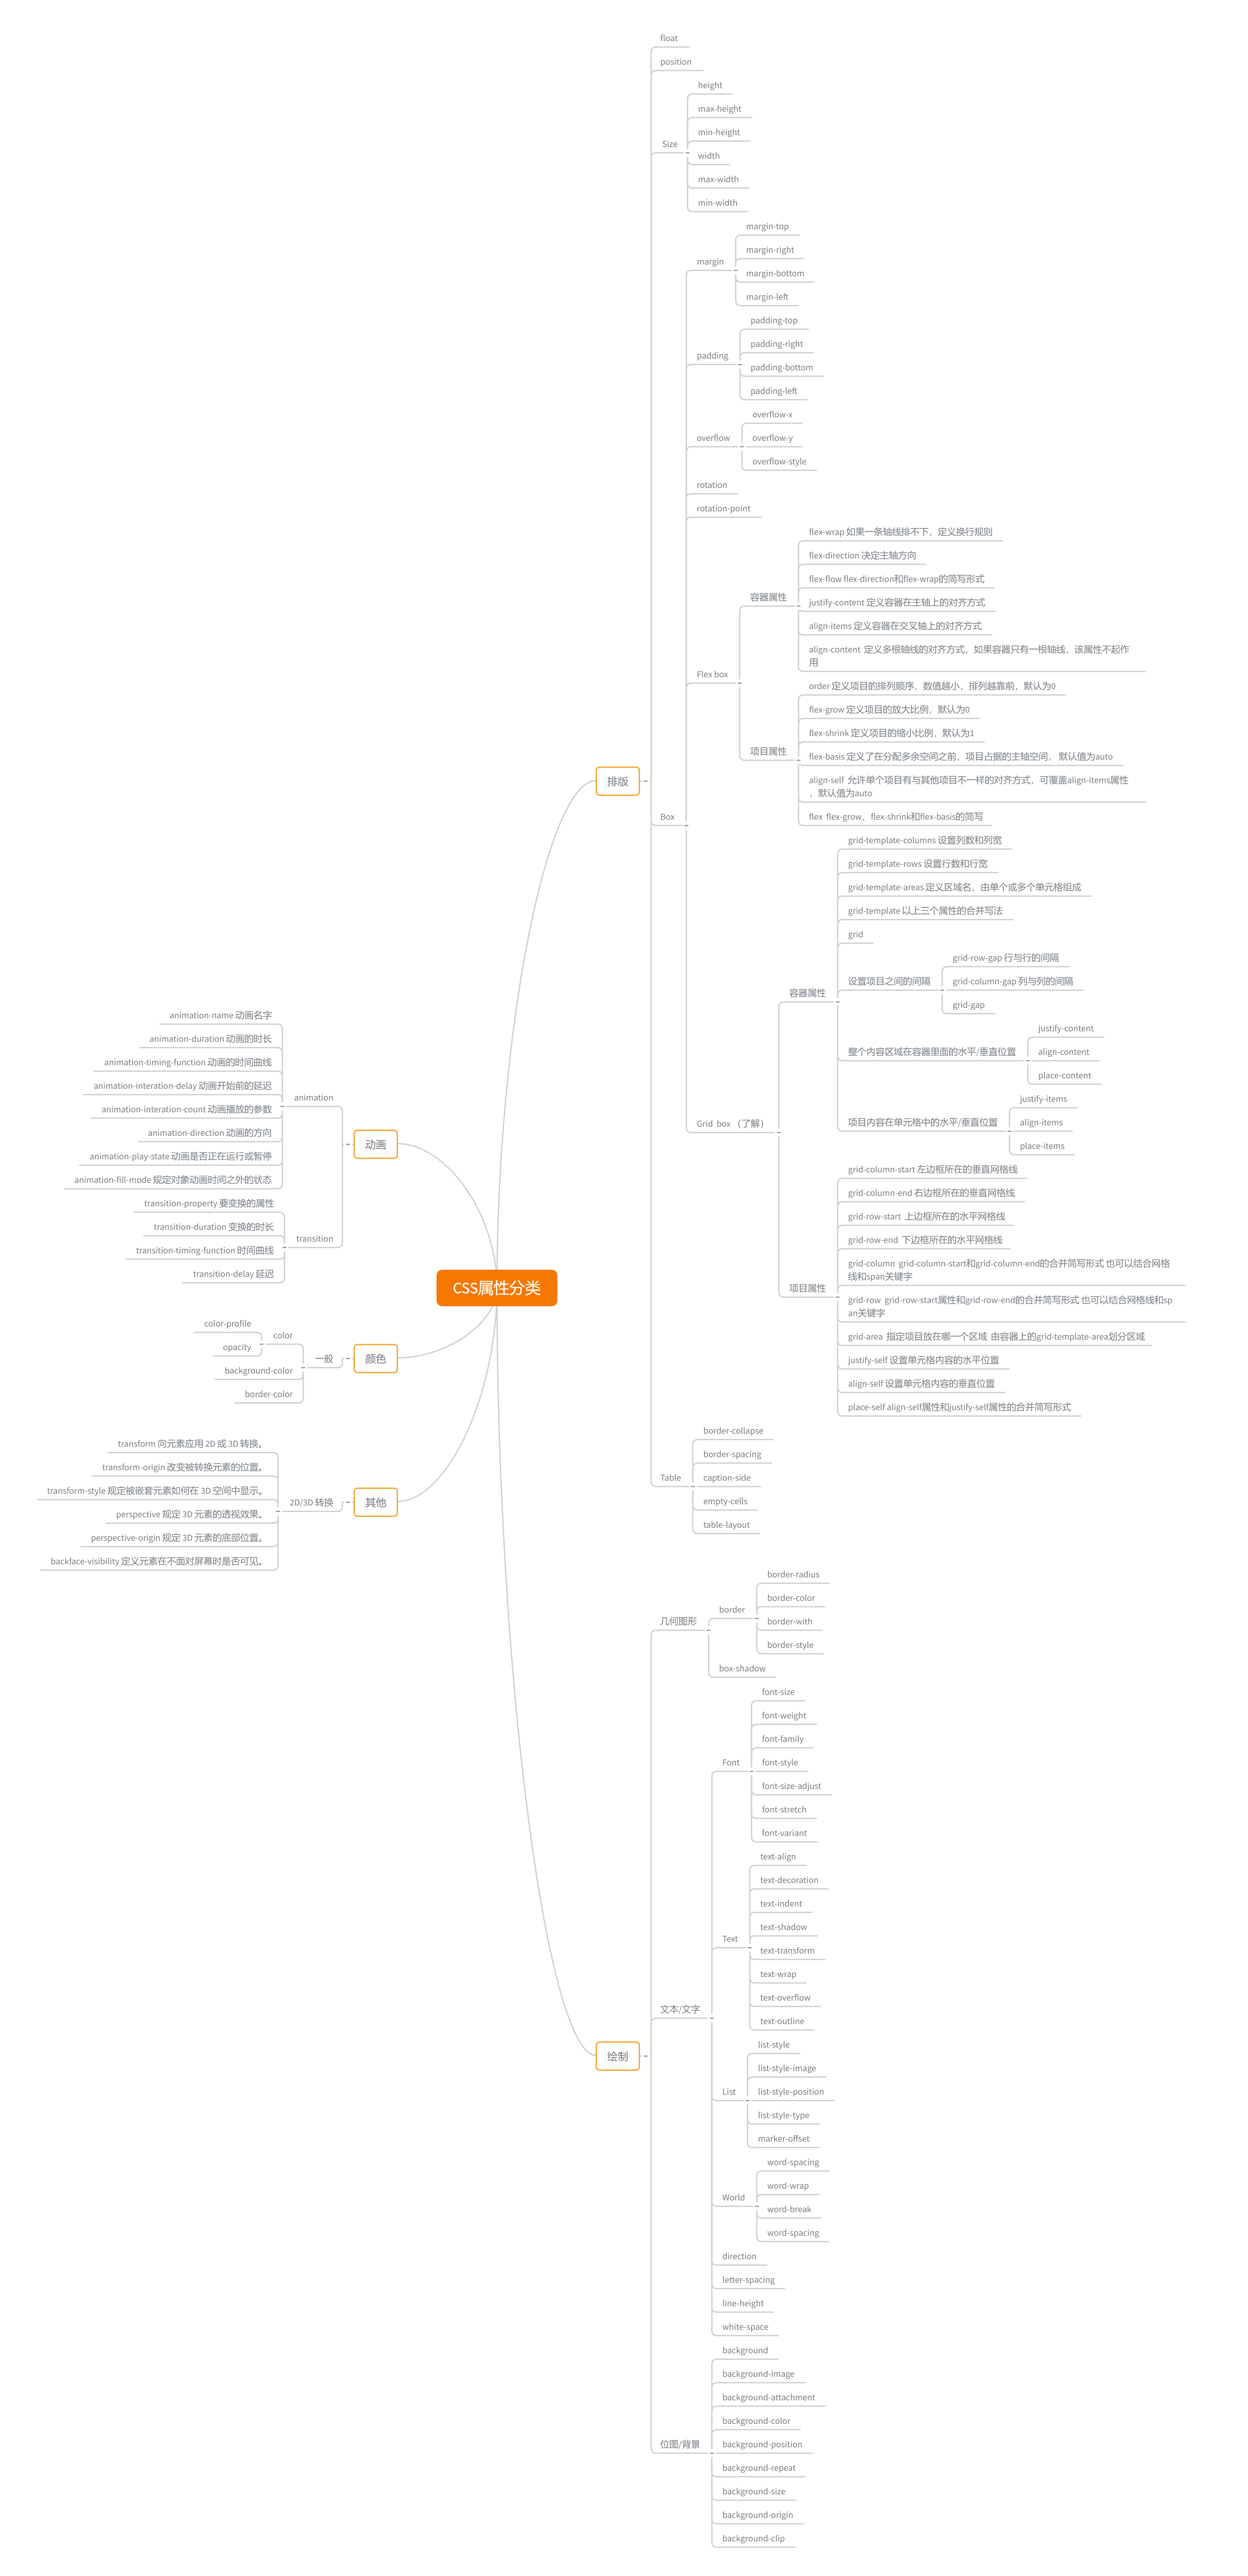 CSS属性分类
排版
float
position
Size
height
max-height
min-height
width
max-width
min-width
Box
margin
margin-top
margin-right
margin-bottom
margin-left
padding
padding-top
padding-right
padding-bottom
padding-left
overflow
overflow-x
overflow-y
overflow-style
rotation
rotation-point
Flex box
容器属性
flex-wrap 如果一条轴线排不下，定义换行规则
flex-direction 决定主轴方向
flex-flow flex-direction和flex-wrap的简写形式
justify-content 定义容器在主轴上的对齐方式
align-items 定义容器在交叉轴上的对齐方式
align-content 定义多根轴线的对齐方式，如果容器只有一根轴线，该属性不起作
用
项目属性
order 定义项目的排列顺序，数值越小，排列越靠前，默认为0
flex-grow 定义项目的放大比例，默认为0
flex-shrink 定义项目的缩小比例，默认为1
flex-basis 定义了在分配多余空间之前，项目占据的主轴空间， 默认值为auto
align-self 允许单个项目有与其他项目不一样的对齐方式，可覆盖align-items属性
，默认值为auto
flex flex-grow、flex-shrink和flex-basis的简写
Grid box （了解）
容器属性
grid-template-columns 设置列数和列宽
grid-template-rows 设置行数和行宽
grid-template-areas 定义区域名，由单个或多个单元格组成
grid-template 以上三个属性的合并写法
grid
设置项目之间的间隔
grid-row-gap 行与行的间隔
grid-column-gap 列与列的间隔
grid-gap
整个内容区域在容器里面的水平/垂直位置
justify-content
align-content
place-content
项目内容在单元格中的水平/垂直位置
justify-items
align-items
place-items
项目属性
grid-column-start 左边框所在的垂直网格线
grid-column-end 右边框所在的垂直网格线
grid-row-start 上边框所在的水平网格线
grid-row-end 下边框所在的水平网格线
grid-column grid-column-start和grid-column-end的合并简写形式 也可以结合网格
线和span关键字
grid-row grid-row-start属性和grid-row-end的合并简写形式 也可以结合网格线和sp
an关键字
grid-area 指定项目放在哪一个区域 由容器上的grid-template-area划分区域
justify-self 设置单元格内容的水平位置
align-self 设置单元格内容的垂直位置
place-self align-self属性和justify-self属性的合并简写形式
Table
border-collapse
border-spacing
caption-side
empty-cells
table-layout
绘制
几何图形
border
border-radius
border-color
border-with
border-style
box-shadow
文本/文字
Font
font-size
font-weight
font-family
font-style
font-size-adjust
font-stretch
font-variant
Text
text-align
text-decoration
text-indent
text-shadow
text-transform
text-wrap
text-overflow
text-outline
List
list-style
list-style-image
list-style-position
list-style-type
marker-offset
World
word-spacing
word-wrap
word-break
word-spacing
direction
letter-spacing
line-height
white-space
位图/背景
background
background-image
background-attachment
background-color
background-position
background-repeat
background-size
background-origin
background-clip
动画
animation
animation-name 动画名字
animation-duration 动画的时长
animation-timing-function 动画的时间曲线
animation-interation-delay 动画开始前的延迟
animation-interation-count 动画播放的参数
animation-direction 动画的方向
animation-play-state 动画是否正在运行或暂停
animation-fill-mode 规定对象动画时间之外的状态
transition
transition-property 要变换的属性
transition-duration 变换的时长
transition-timing-function 时间曲线
transition-delay 延迟
颜色
一般
color
color-profile
opacity
background-color
border-color
其他
2D/3D 转换
transform 向元素应用 2D 或 3D 转换。
transform-origin 改变被转换元素的位置。
transform-style 规定被嵌套元素如何在 3D 空间中显示。
perspective 规定 3D 元素的透视效果。
perspective-origin 规定 3D 元素的底部位置。
backface-visibility 定义元素在不面对屏幕时是否可见。